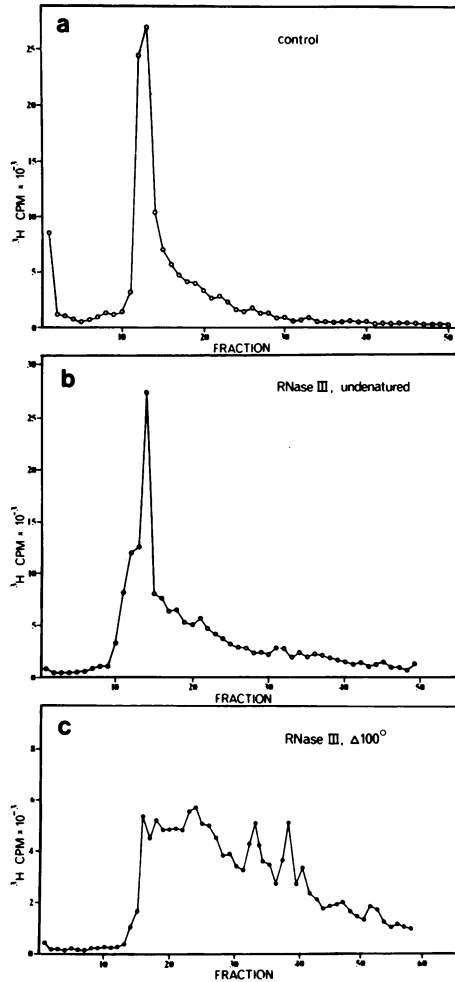 a
control
25
20
15
10
5
0
³H CPM × 10⁻³
10 20 30 40 50
FRACTION
b
RNase III, undenatured
30
25
20
15
10
5
0
³H CPM × 10⁻³
10 20 30 40 50
FRACTION
c
RNase III, Δ100°
8
6
4
2
0
³H CPM × 10⁻³
10 20 30 40 50 60
FRACTION